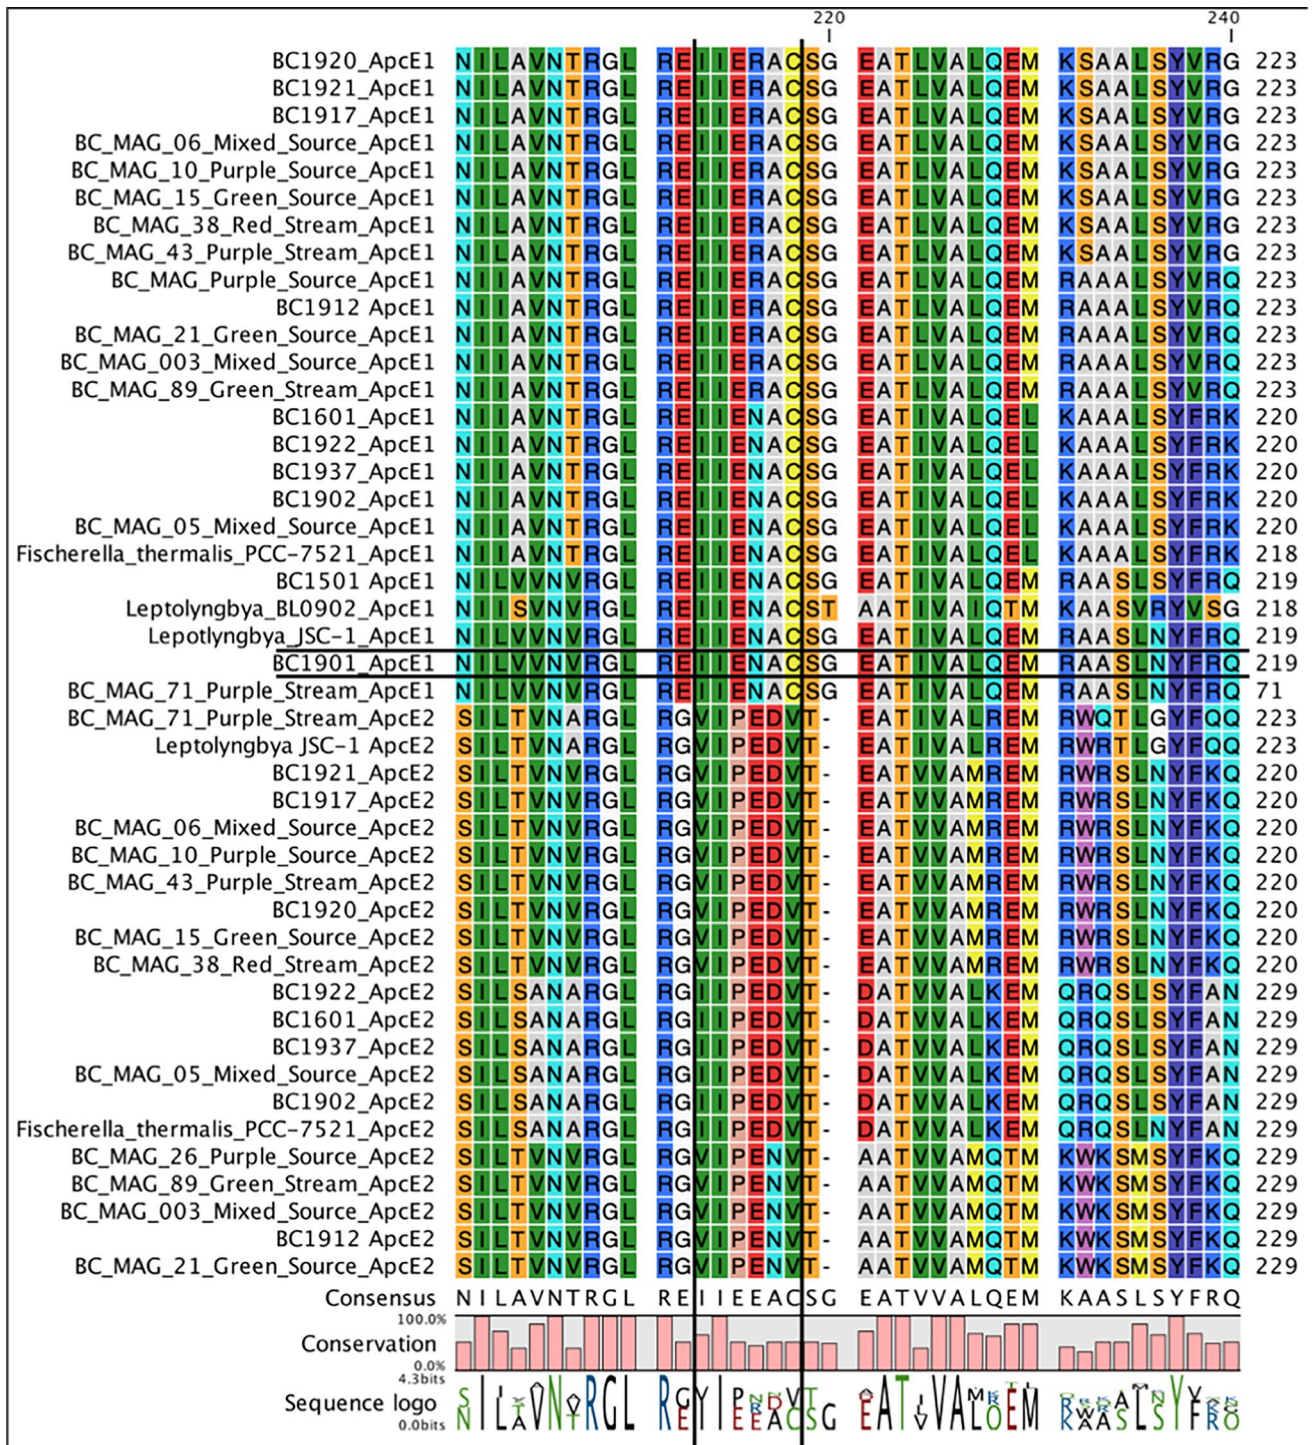 220 240
BC1920_ApcE1 NILAVNTRGL REIIERACSG EATLVALQEM KSAALSYVRG 223
BC1921_ApcE1 NILAVNTRGL REIIERACSG EATLVALQEM KSAALSYVRG 223
BC1917_ApcE1 NILAVNTRGL REIIERACSG EATLVALQEM KSAALSYVRG 223
BC_MAG_06_Mixed_Source_ApcE1 NILAVNTRGL REIIERACSG EATLVALQEM KSAALSYVRG 223
BC_MAG_10_Purple_Source_ApcE1 NILAVNTRGL REIIERACSG EATLVALQEM KSAALSYVRG 223
BC_MAG_15_Green_Source_ApcE1 NILAVNTRGL REIIERACSG EATLVALQEM KSAALSYVRG 223
BC_MAG_38_Red_Stream_ApcE1 NILAVNTRGL REIIERACSG EATLVALQEM KSAALSYVRG 223
BC_MAG_43_Purple_Stream_ApcE1 NILAVNTRGL REIIERACSG EATLVALQEM KSAALSYVRG 223
BC_MAG_Purple_Source_ApcE1 NIIAVNTRGL REIIERACSG EATLVALQEM RAAALSYVRQ 223
BC1912 ApcE1 NIIAVNTRGL REIIERACSG EATLVALQEM RAAALSYVRQ 223
BC_MAG_21_Green_Source_ApcE1 NIIAVNTRGL REIIERACSG EATLVALQEM RAAALSYVRQ 223
BC_MAG_003_Mixed_Source_ApcE1 NIIAVNTRGL REIIERACSG EATLVALQEM RAAALSYVRQ 223
BC_MAG_89_Green_Stream_ApcE1 NIIAVNTRGL REIIERACSG EATLVALQEM RAAALSYVRQ 223
BC1601_ApcE1 NIIAVNTRGL REIIENACSG EATIVALQEL KAAALSYFRK 220
BC1922_ApcE1 NIIAVNTRGL REIIENACSG EATIVALQEL KAAALSYFRK 220
BC1937_ApcE1 NIIAVNTRGL REIIENACSG EATIVALQEL KAAALSYFRK 220
BC1902_ApcE1 NIIAVNTRGL REIIENACSG EATIVALQEL KAAALSYFRK 220
BC_MAG_05_Mixed_Source_ApcE1 NIIAVNTRGL REIIENACSG EATIVALQEL KAAALSYFRK 220
Fischerella_thermalis_PCC-7521_ApcE1 NIIAVNTRGL REIIENACSG EATIVALQEL KAAALSYFRK 218
BC1501 ApcE1 NILVVNVRGL REIIENACSG EATIVALQEM RAASLSYFRQ 219
Leptolyngbya_BL0902_ApcE1 NIISVNVRGL REIIENACST AATIVAIQTM KAASVRYVSG 218
Lepotlyngbya_JSC-1_ApcE1 NILVVNVRGL REIIENACSG EATIVALQEM RAASLNYFRQ 219
BC1901_ApcE1 NILVVNVRGL REIIENACSG EATIVALQEM RAASLNYFRQ 219
BC_MAG_71_Purple_Stream_ApcE1 NILVVNVRGL REIIENACSG EATIVALQEM RAASLNYFRQ 71
BC_MAG_71_Purple_Stream_ApcE2 SILTVNARGL RGVIPEDVT- EATIVALREM RWQTLGYFQQ 223
Leptolyngbya JSC-1 ApcE2 SILTVNARGL RGVIPEDVT- EATIVALREM RWRTLGYFQQ 223
BC1921_ApcE2 SILTVNVRGL RGVIPEDVT- EATVVAMREM RWRSLNYFKQ 220
BC1917_ApcE2 SILTVNVRGL RGVIPEDVT- EATVVAMREM RWRSLNYFKQ 220
BC_MAG_06_Mixed_Source_ApcE2 SILTVNVRGL RGVIPEDVT- EATVVAMREM RWRSLNYFKQ 220
BC_MAG_10_Purple_Source_ApcE2 SILTVNVRGL RGVIPEDVT- EATVVAMREM RWRSLNYFKQ 220
BC_MAG_43_Purple_Stream_ApcE2 SILTVNVRGL RGVIPEDVT- EATVVAMREM RWRSLNYFKQ 220
BC1920_ApcE2 SILTVNVRGL RGVIPEDVT- EATVVAMREM RWRSLNYFKQ 220
BC_MAG_15_Green_Source_ApcE2 SILTVNVRGL RGVIPEDVT- EATVVAMREM RWRSLNYFKQ 220
BC_MAG_38_Red_Stream_ApcE2 SILTVNVRGL RGVIPEDVT- EATVVAMREM RWRSLNYFKQ 220
BC1922_ApcE2 SILSANARGL RGIIPEDVT- DATVVALKEM QRQSLSYFAN 229
BC1601_ApcE2 SILSANARGL RGIIPEDVT- DATVVALKEM QRQSLSYFAN 229
BC1937_ApcE2 SILSANARGL RGIIPEDVT- DATVVALKEM QRQSLSYFAN 229
BC_MAG_05_Mixed_Source_ApcE2 SILSANARGL RGIIPEDVT- DATVVALKEM QRQSLSYFAN 229
BC1902_ApcE2 SILSANARGL RGIIPEDVT- DATVVALKEM QRQSLSYFAN 229
Fischerella_thermalis_PCC-7521_ApcE2 SILSANARGL RGIIPEDVT- DATVVALKEM QRQSLNYFAN 229
BC_MAG_26_Purple_Source_ApcE2 SILTVNVRGL RGVIPENVT- AATVVAMQTM KWKSMSYFKQ 229
BC_MAG_89_Green_Stream_ApcE2 SILTVNVRGL RGVIPENVT- AATVVAMQTM KWKSMSYFKQ 229
BC_MAG_003_Mixed_Source_ApcE2 SILTVNVRGL RGVIPENVT- AATVVAMQTM KWKSMSYFKQ 229
BC1912 ApcE2 SILTVNVRGL RGVIPENVT- AATVVAMQTM KWKSMSYFKQ 229
BC_MAG_21_Green_Source_ApcE2 SILTVNVRGL RGVIPENVT- AATVVAMQTM KWKSMSYFKQ 229
Consensus NILAVNTRGL REIIEEACSG EATVVALQEM KAASLSYFRQ
100.0%
Conservation
0.0%
4.3bits
Sequence logo
0.0bits